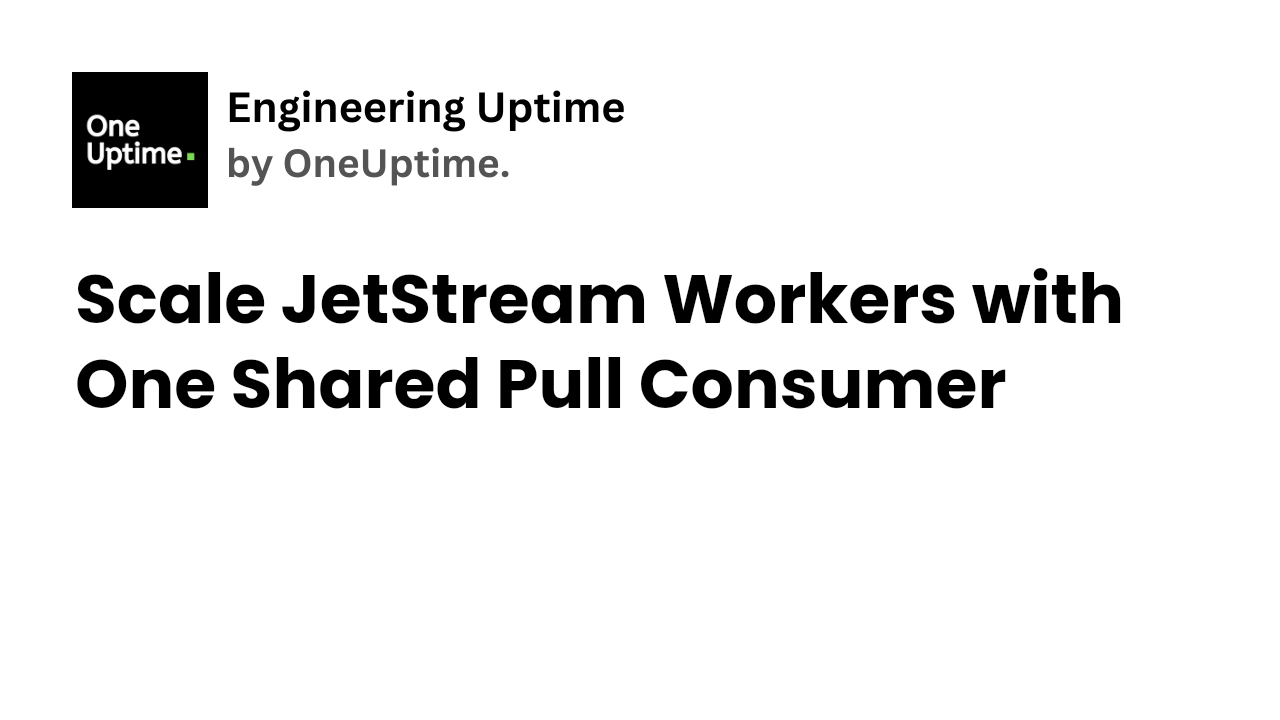 One
Uptime
Engineering Uptime
by OneUptime.
Scale JetStream Workers with
One Shared Pull Consumer